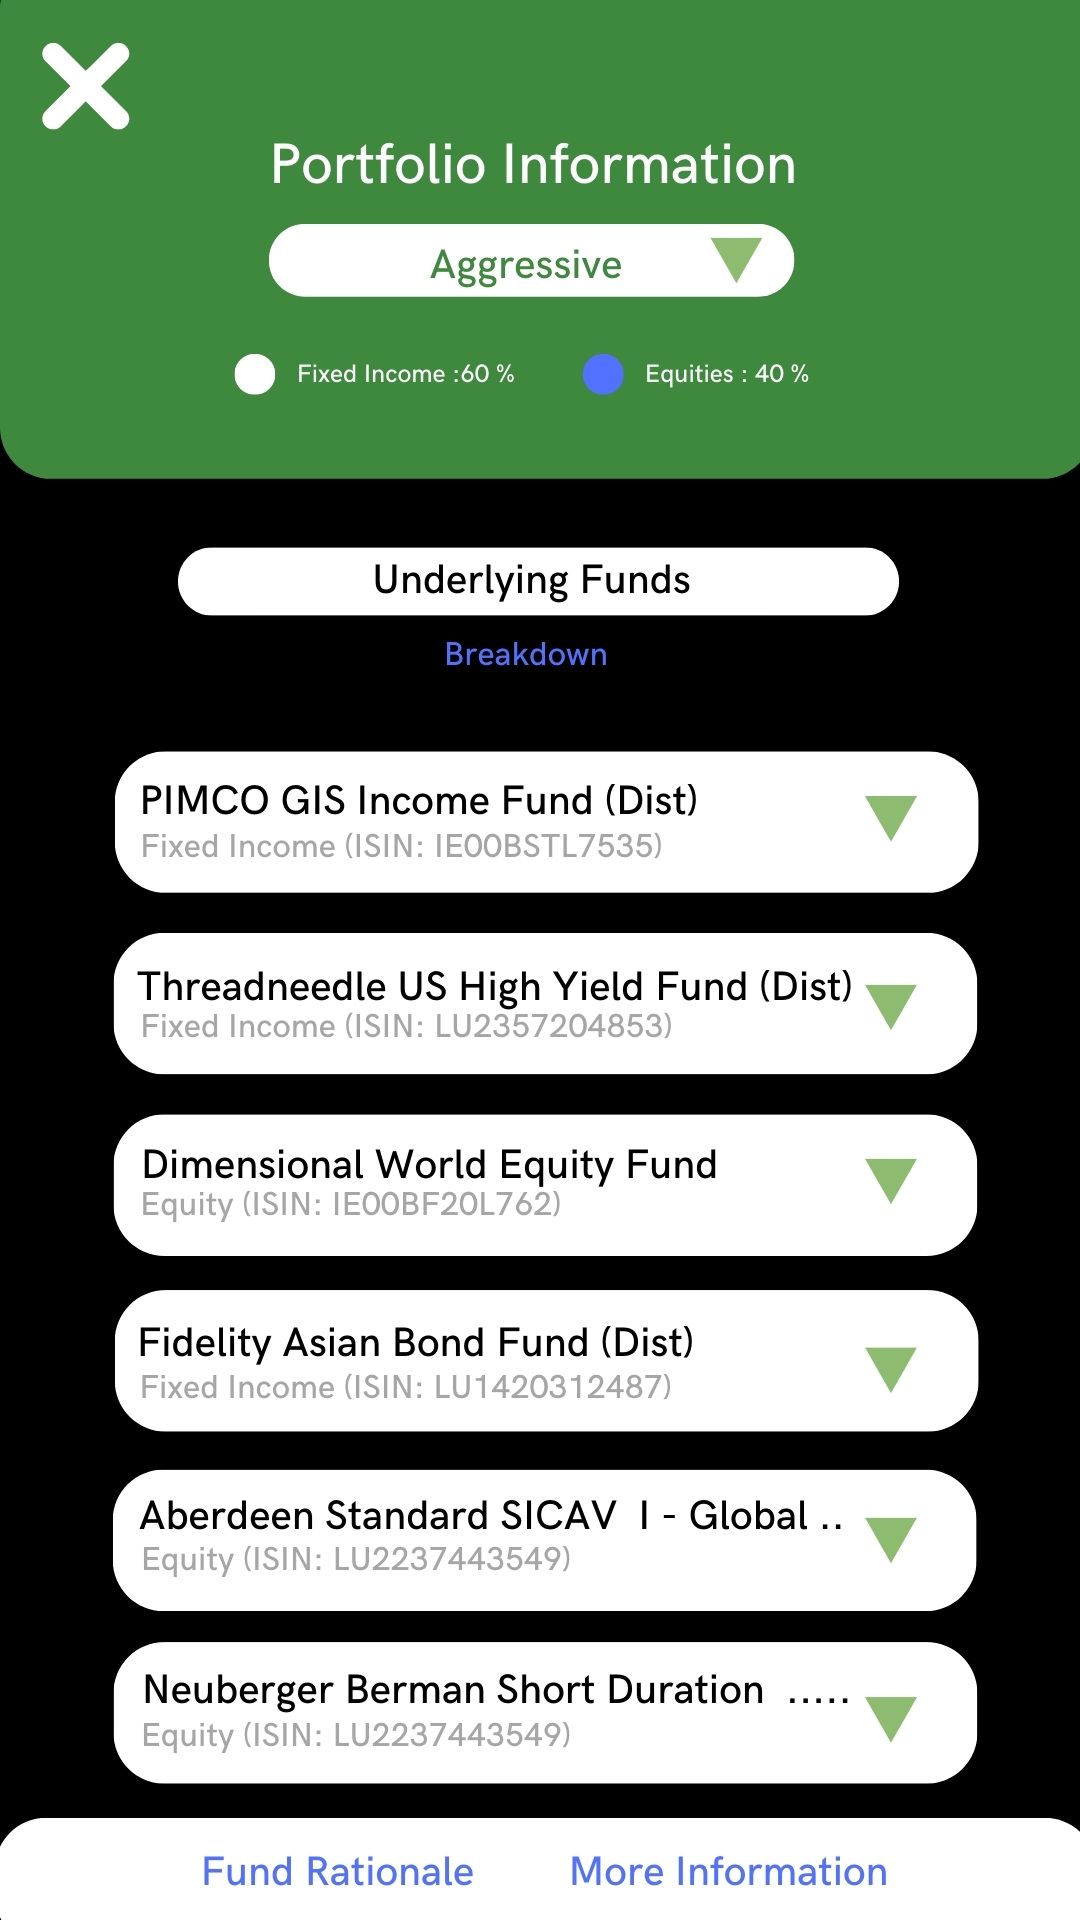 Portfolio Information
Aggressive
Fixed Income :60 %
Equities : 40 %
Underlying Funds
Breakdown
PIMCO GIS Income Fund (Dist)
Fixed Income (ISIN: IE00BSTL7535)
Threadneedle US High Yield Fund (Dist)
Fixed Income (ISIN: LU2357204853)
Dimensional World Equity Fund
Equity (ISIN: IE00BF20L762)
Fidelity Asian Bond Fund (Dist)
Fixed Income (ISIN: LU1420312487)
Aberdeen Standard SICAV  I - Global ..
Equity (ISIN: LU2237443549)
Neuberger Berman Short Duration  .....
Equity (ISIN: LU2237443549)
Fund Rationale
More Information